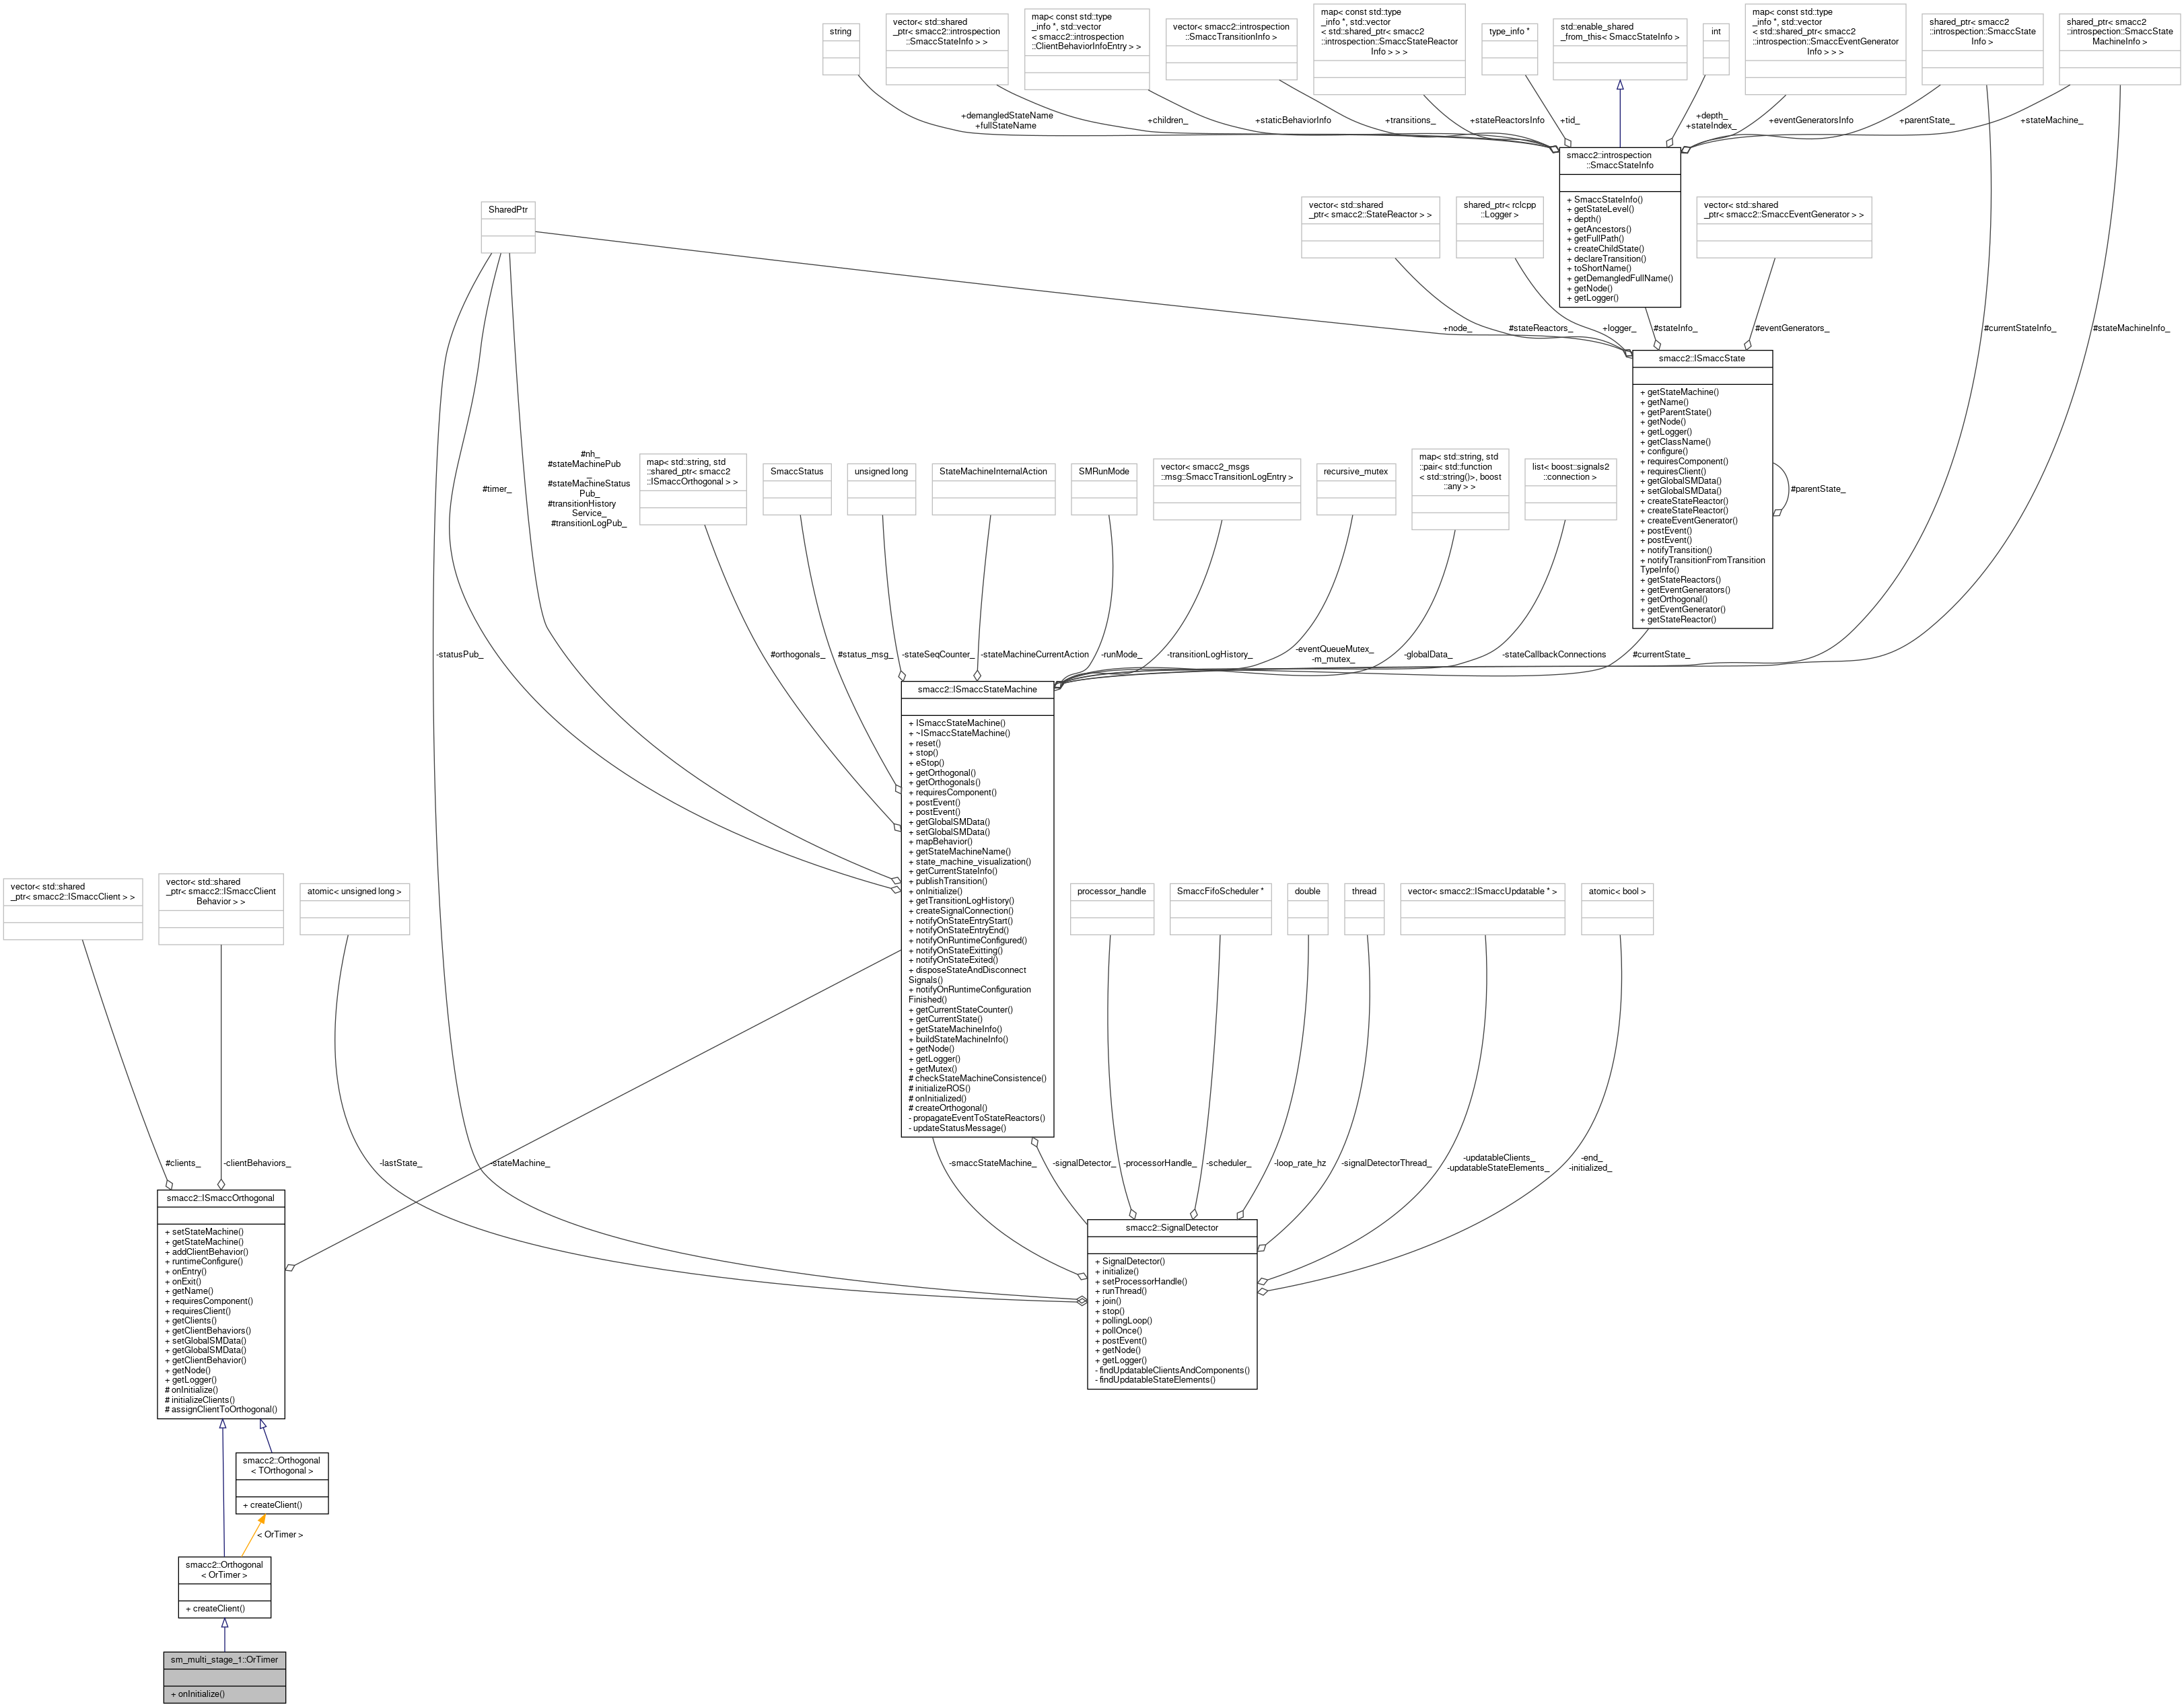 string
vector< std::shared
_ptr< smacc2::introspection
::SmaccStateInfo > >
map< const std::type
_info *, std::vector
< smacc2::introspection
::ClientBehaviorInfoEntry > >
vector< smacc2::introspection
::SmaccTransitionInfo >
map< const std::type
_info *, std::vector
< std::shared_ptr< smacc2
::introspection::SmaccStateReactor
Info > > >
type_info *
std::enable_shared
_from_this< SmaccStateInfo >
int
map< const std::type
_info *, std::vector
< std::shared_ptr< smacc2
::introspection::SmaccEventGenerator
Info > > >
shared_ptr< smacc2
::introspection::SmaccState
Info >
shared_ptr< smacc2
::introspection::SmaccState
MachineInfo >
+demangledStateName
+fullStateName
+children_
+staticBehaviorInfo
+transitions_
+stateReactorsInfo
+tid_
+depth_
+stateIndex_
+eventGeneratorsInfo
+parentState_
+stateMachine_
smacc2::introspection
::SmaccStateInfo
+ SmaccStateInfo()
+ getStateLevel()
+ depth()
+ getAncestors()
+ getFullPath()
+ createChildState()
+ declareTransition()
+ toShortName()
+ getDemangledFullName()
+ getNode()
+ getLogger()
SharedPtr
vector< std::shared
_ptr< smacc2::StateReactor > >
shared_ptr< rclcpp
::Logger >
vector< std::shared
_ptr< smacc2::SmaccEventGenerator > >
+node_
#stateReactors_
+logger_
#stateInfo_
#eventGenerators_
#currentStateInfo_
#stateMachineInfo_
smacc2::ISmaccState
+ getStateMachine()
+ getName()
+ getParentState()
+ getNode()
+ getLogger()
+ getClassName()
+ configure()
+ requiresComponent()
+ requiresClient()
+ getGlobalSMData()
+ setGlobalSMData()
+ createStateReactor()
+ createStateReactor()
+ createEventGenerator()
+ postEvent()
+ postEvent()
+ notifyTransition()
+ notifyTransitionFromTransition
TypeInfo()
+ getStateReactors()
+ getEventGenerators()
+ getOrthogonal()
+ getEventGenerator()
+ getStateReactor()
#parentState_
#timer_
#nh_
#stateMachinePub
_
#stateMachineStatus
Pub_
#transitionHistory
Service_
#transitionLogPub_
map< std::string, std
::shared_ptr< smacc2
::ISmaccOrthogonal > >
SmaccStatus
unsigned long
StateMachineInternalAction
SMRunMode
vector< smacc2_msgs
::msg::SmaccTransitionLogEntry >
recursive_mutex
map< std::string, std
::pair< std::function
< std::string()>, boost
::any > >
list< boost::signals2
::connection >
-statusPub_
#orthogonals_
#status_msg_
-stateSeqCounter_
-stateMachineCurrentAction
-runMode_
-transitionLogHistory_
-eventQueueMutex_
-m_mutex_
-globalData_
-stateCallbackConnections
#currentState_
smacc2::ISmaccStateMachine
+ ISmaccStateMachine()
+ ~ISmaccStateMachine()
+ reset()
+ stop()
+ eStop()
+ getOrthogonal()
+ getOrthogonals()
+ requiresComponent()
+ postEvent()
+ postEvent()
+ getGlobalSMData()
+ setGlobalSMData()
+ mapBehavior()
+ getStateMachineName()
+ state_machine_visualization()
+ getCurrentStateInfo()
+ publishTransition()
+ onInitialize()
+ getTransitionLogHistory()
+ createSignalConnection()
+ notifyOnStateEntryStart()
+ notifyOnStateEntryEnd()
+ notifyOnRuntimeConfigured()
+ notifyOnStateExitting()
+ notifyOnStateExited()
+ disposeStateAndDisconnect
Signals()
+ notifyOnRuntimeConfiguration
Finished()
+ getCurrentStateCounter()
+ getCurrentState()
+ getStateMachineInfo()
+ buildStateMachineInfo()
+ getNode()
+ getLogger()
+ getMutex()
# checkStateMachineConsistence()
# initializeROS()
# onInitialized()
# createOrthogonal()
- propagateEventToStateReactors()
- updateStatusMessage()
vector< std::shared
_ptr< smacc2::ISmaccClient > >
vector< std::shared
_ptr< smacc2::ISmaccClient
Behavior > >
atomic< unsigned long >
processor_handle
SmaccFifoScheduler *
double
thread
vector< smacc2::ISmaccUpdatable * >
atomic< bool >
#clients_
-clientBehaviors_
-lastState_
-stateMachine_
-smaccStateMachine_
-signalDetector_
-processorHandle_
-scheduler_
-loop_rate_hz
-signalDetectorThread_
-updatableClients_
-updatableStateElements_
-end_
-initialized_
smacc2::ISmaccOrthogonal
+ setStateMachine()
+ getStateMachine()
+ addClientBehavior()
+ runtimeConfigure()
+ onEntry()
+ onExit()
+ getName()
+ requiresComponent()
+ requiresClient()
+ getClients()
+ getClientBehaviors()
+ setGlobalSMData()
+ getGlobalSMData()
+ getClientBehavior()
+ getNode()
+ getLogger()
# onInitialize()
# initializeClients()
# assignClientToOrthogonal()
smacc2::SignalDetector
+ SignalDetector()
+ initialize()
+ setProcessorHandle()
+ runThread()
+ join()
+ stop()
+ pollingLoop()
+ pollOnce()
+ postEvent()
+ getNode()
+ getLogger()
- findUpdatableClientsAndComponents()
- findUpdatableStateElements()
smacc2::Orthogonal
< TOrthogonal >
+ createClient()
< OrTimer >
smacc2::Orthogonal
< OrTimer >
+ createClient()
sm_multi_stage_1::OrTimer
+ onInitialize()